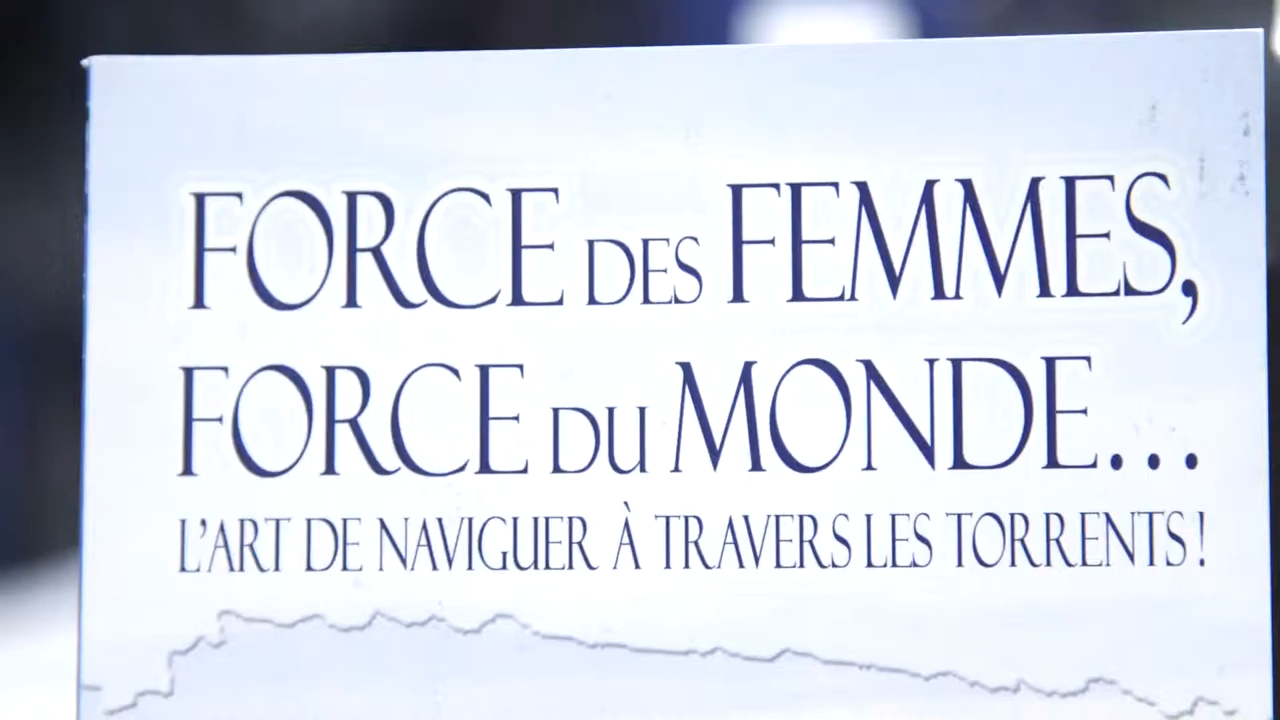 FORCE DES FEMMES,
FORCE DU MONDE...
L'ART DE NAVIGUER À TRAVERS LES TORRENTS !